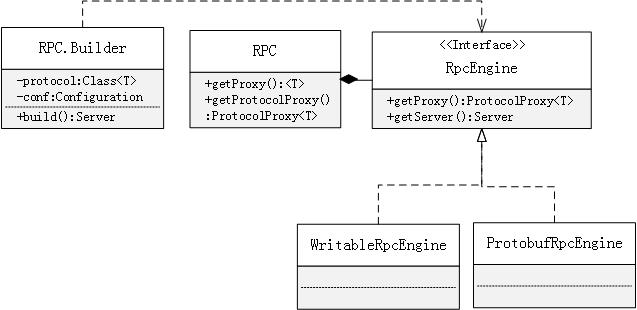 RPC.Builder
-protocol:Class<T>
-conf:Configuration
+build():Server
RPC
+getProxy():<T>
+getProtocolProxy()
:ProtocolProxy<T>
<<Interface>>
RpcEngine
+getProxy():ProtocolProxy<T>
+getServer():Server
WritableRpcEngine
ProtobufRpcEngine